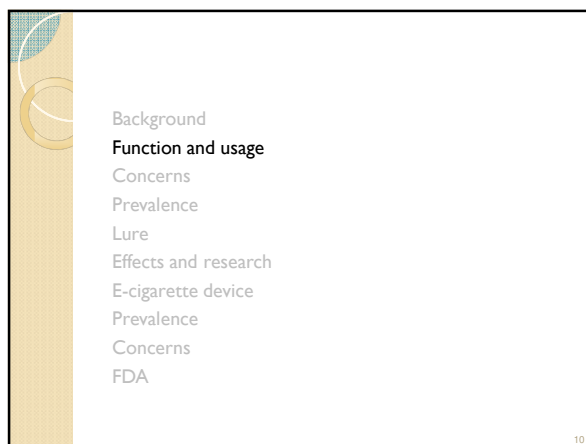 Background
Function and usage
Concerns
Prevalence
Lure
Effects and research
E-cigarette device
Prevalence
Concerns
FDA
10